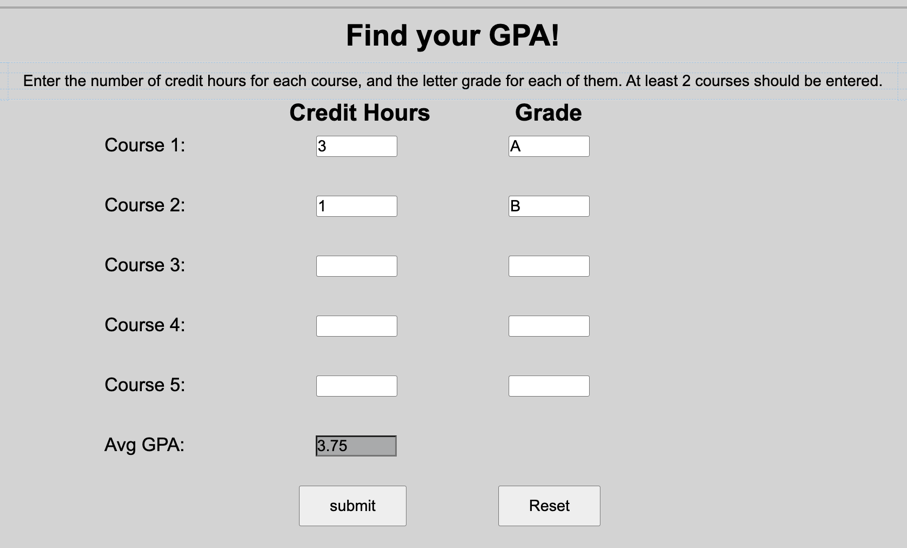 Find your GPA!
Enter the number of credit hours for each course, and the letter grade for each of them. At least 2 courses should be entered.
Credit Hours Grade
Course 1: 3 A
Course 2: 1 B
Course 3:
Course 4:
Course 5:
Avg GPA: 3.75
submit Reset